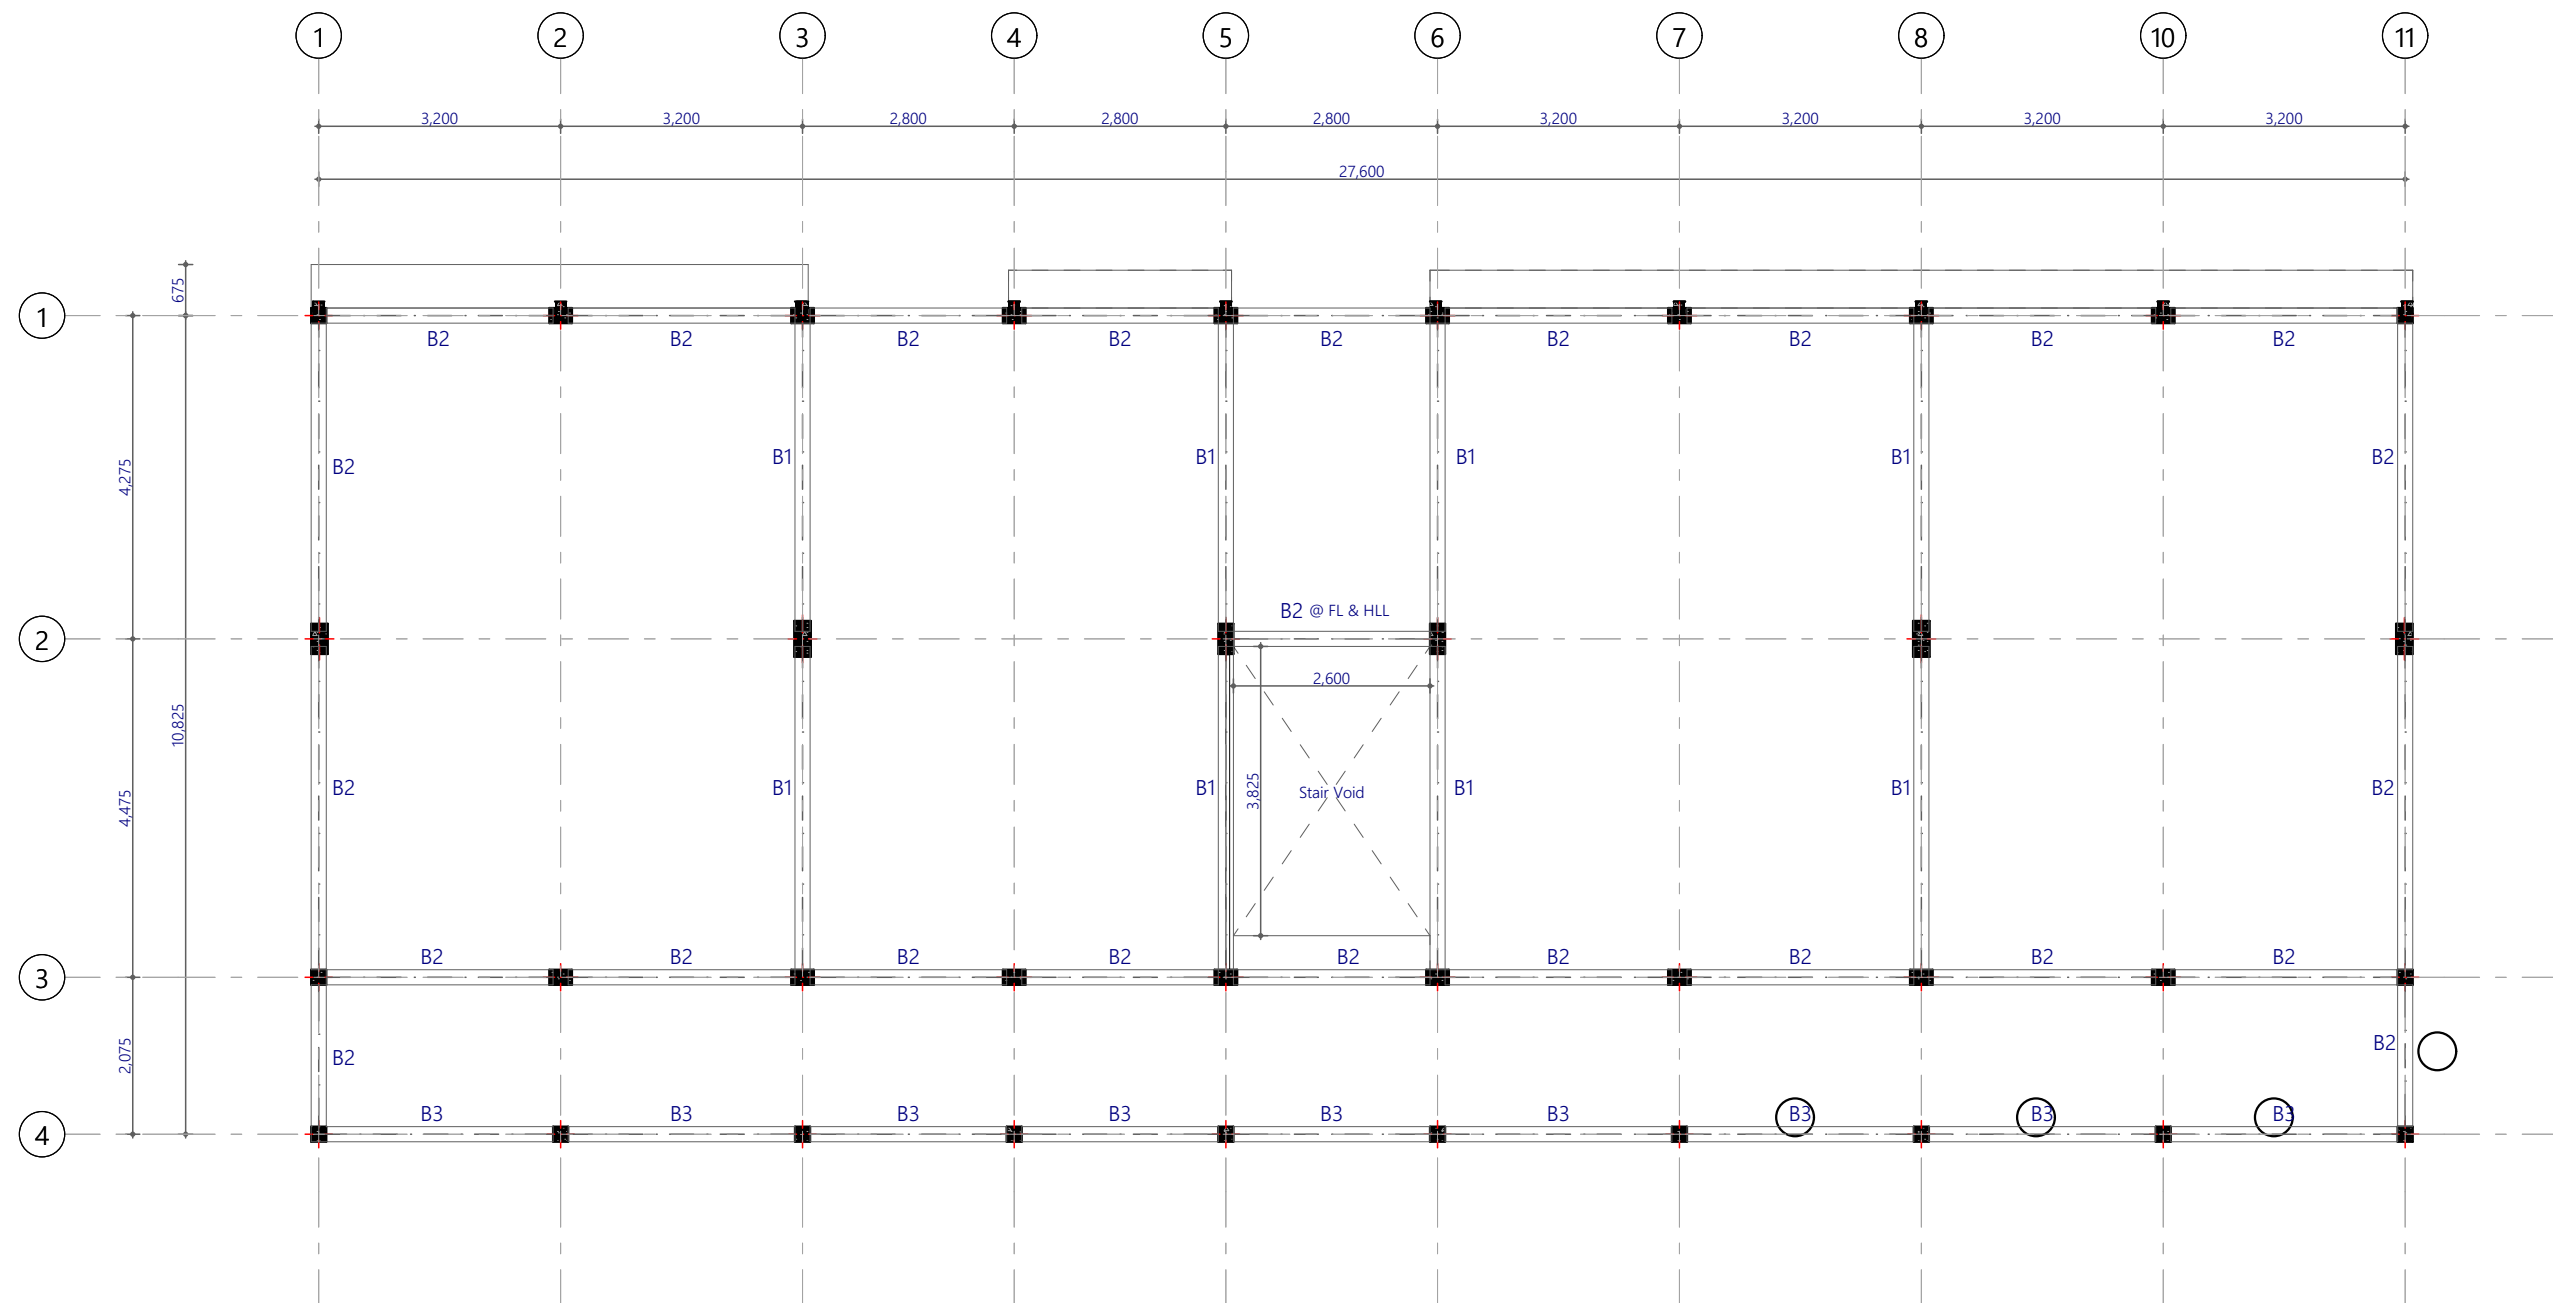 1 2 3 4 5 6 7 8 10 11
3,200 3,200 2,800 2,800 2,800 3,200 3,200 3,200 3,200
27,600
675
1
B2 B2 B2 B2 B2 B2 B2 B2 B2
4,275
B2 B1 B1 B1 B1 B2
B2 @ FL & HLL
2
2,600
10,825
4,475
B2 B1 B1 3,825 Stair Void B1 B1 B2
B2 B2 B2 B2 B2 B2 B2 B2 B2
3
2,075
B2 B2
B3 B3 B3 B3 B3 B3 B3 B3 B3
4